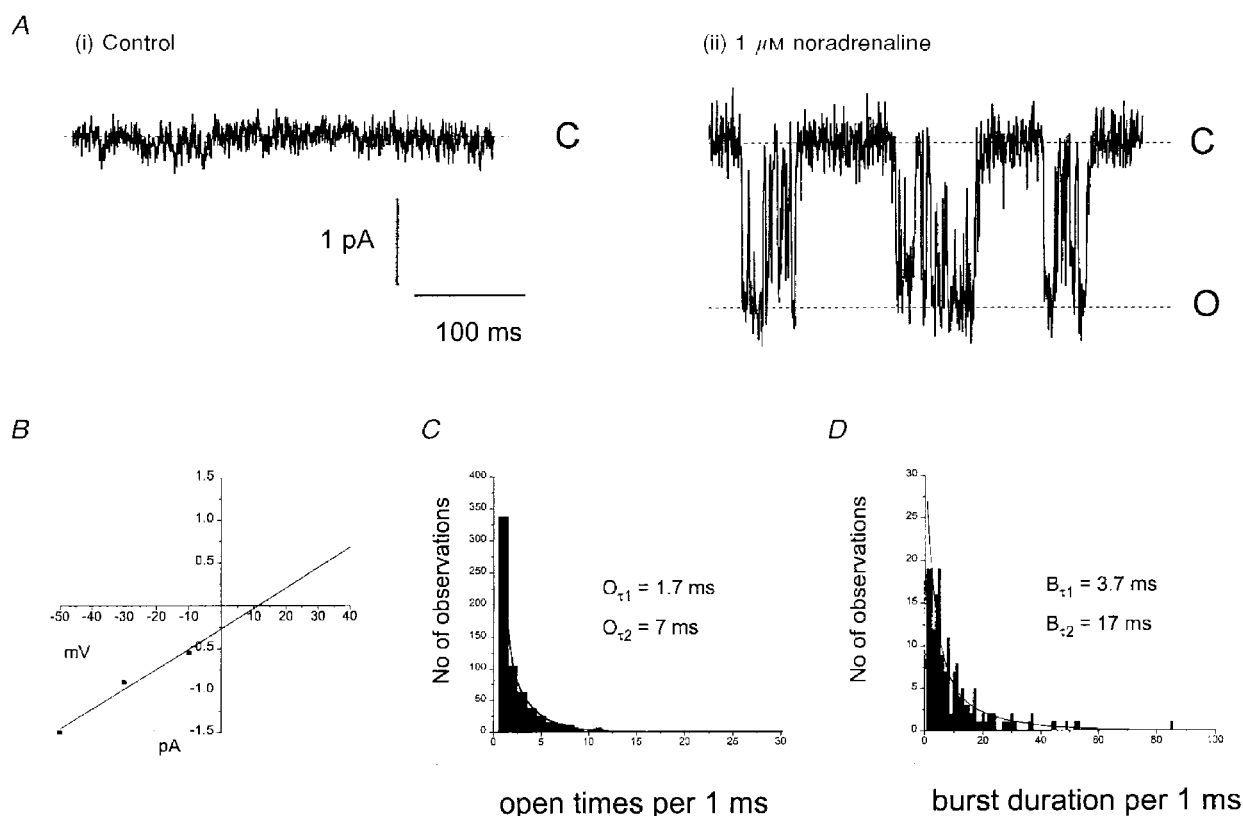 A
(i) Control
(ii) 1 μM noradrenaline
C
1 pA
100 ms
C
O
B
1.5
1.0
0.5
-50 -40 -30 -20 -10 0 10 20 30 40
mV
-0.5
-1.0
-1.5
pA
C
No of observations
400
350
300
250
200
150
100
50
0
0 5 10 15 20 25 30
Oτ1 = 1.7 ms
Oτ2 = 7 ms
open times per 1 ms
D
No of observations
30
25
20
15
10
5
0
0 20 40 60 80 100
Bτ1 = 3.7 ms
Bτ2 = 17 ms
burst duration per 1 ms